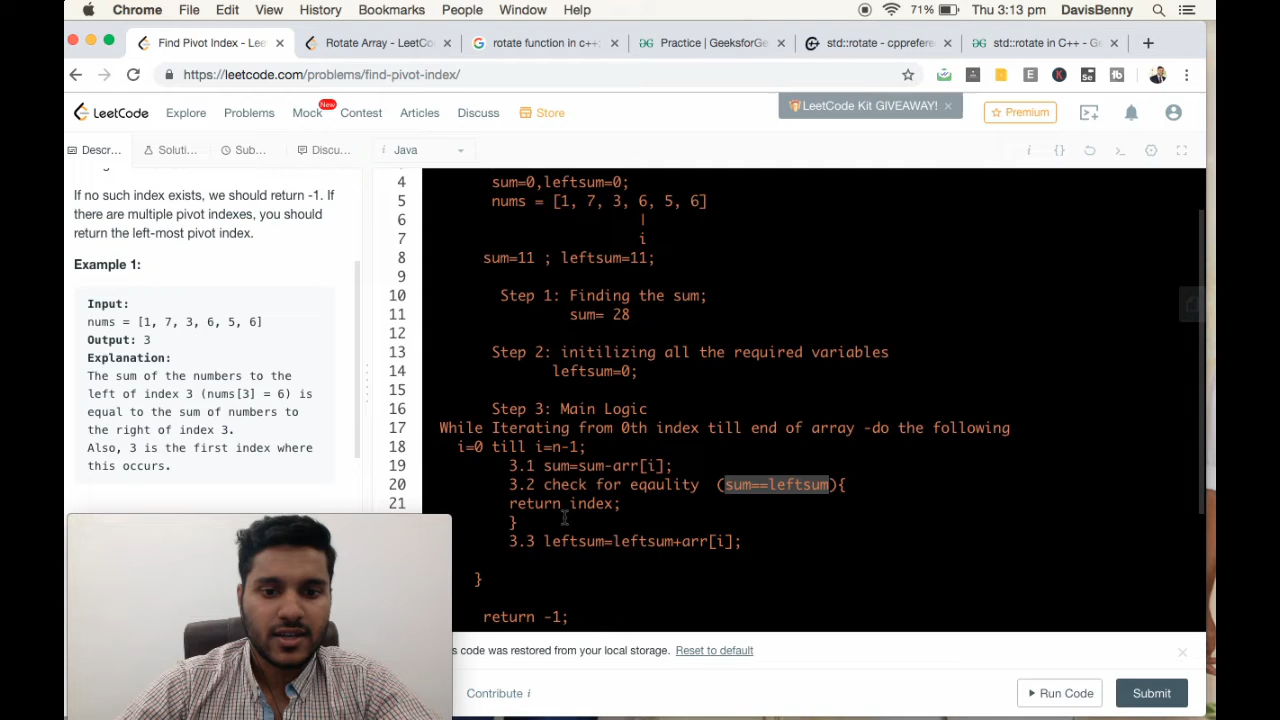 Chrome File Edit View History Bookmarks People Window Help 71% Thu 3:13 pm DavisBenny
Find Pivot Index - Lee × Rotate Array - LeetCo × rotate function in c++ × Practice | GeeksforGe × std::rotate - cpprefere × std::rotate in C++ - Ge × +
https://leetcode.com/problems/find-pivot-index/
LeetCode Explore Problems Mock New Contest Articles Discuss Store LeetCode Kit GIVEAWAY! × Premium
Descr... Soluti... Sub... Discu... i Java
If no such index exists, we should return -1. If
there are multiple pivot indexes, you should
return the left-most pivot index.
Example 1:
Input:
nums = [1, 7, 3, 6, 5, 6]
Output: 3
Explanation:
The sum of the numbers to the
left of index 3 (nums[3] = 6) is
equal to the sum of numbers to
the right of index 3.
Also, 3 is the first index where
this occurs.
4 sum=0,leftsum=0;
5 nums = [1, 7, 3, 6, 5, 6]
6 |
7 i
8 sum=11 ; leftsum=11;
9
10 Step 1: Finding the sum;
11 sum= 28
12
13 Step 2: initilizing all the required variables
14 leftsum=0;
15
16 Step 3: Main Logic
17 While Iterating from 0th index till end of array -do the following
18 i=0 till i=n-1;
19 3.1 sum=sum-arr[i];
20 3.2 check for eqaulity (sum==leftsum){
21 return index;
}
3.3 leftsum=leftsum+arr[i];
}
return -1;
s code was restored from your local storage. Reset to default
Contribute i Run Code Submit